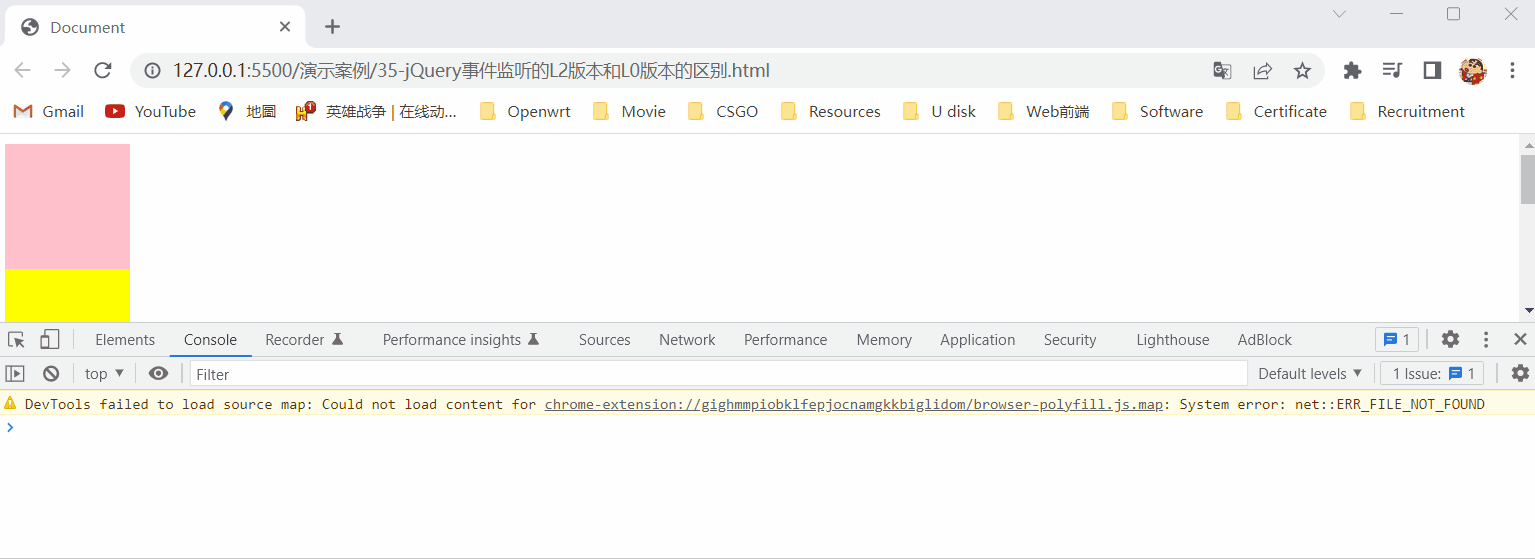 Document
127.0.0.1:5500/演示案例/35-jQuery事件监听的L2版本和L0版本的区别.html
Gmail YouTube 地圖 英雄战争 | 在线动... Openwrt Movie CSGO Resources U disk Web前端 Software Certificate Recruitment
Elements Console Recorder Performance insights Sources Network Performance Memory Application Security Lighthouse AdBlock 1
top Filter Default levels 1 Issue: 1
DevTools failed to load source map: Could not load content for chrome-extension://gighmmpiobklfepjocnamgkkbiglidom/browser-polyfill.js.map: System error: net::ERR_FILE_NOT_FOUND